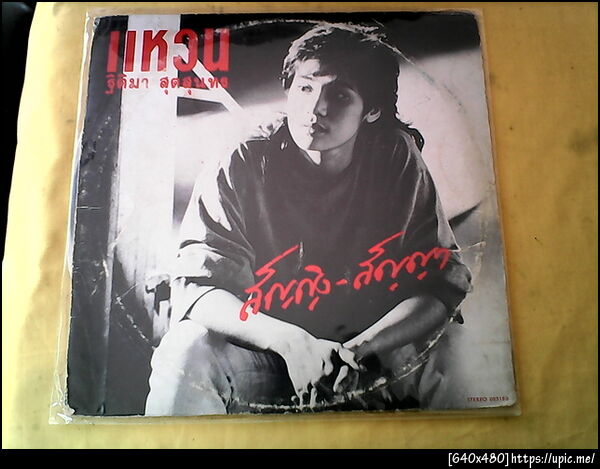 แหวน
ฐิติมา สุตสุนทร
สัญญิง-สัญญา
STEREO 003188
[640x480]https://upic.me/